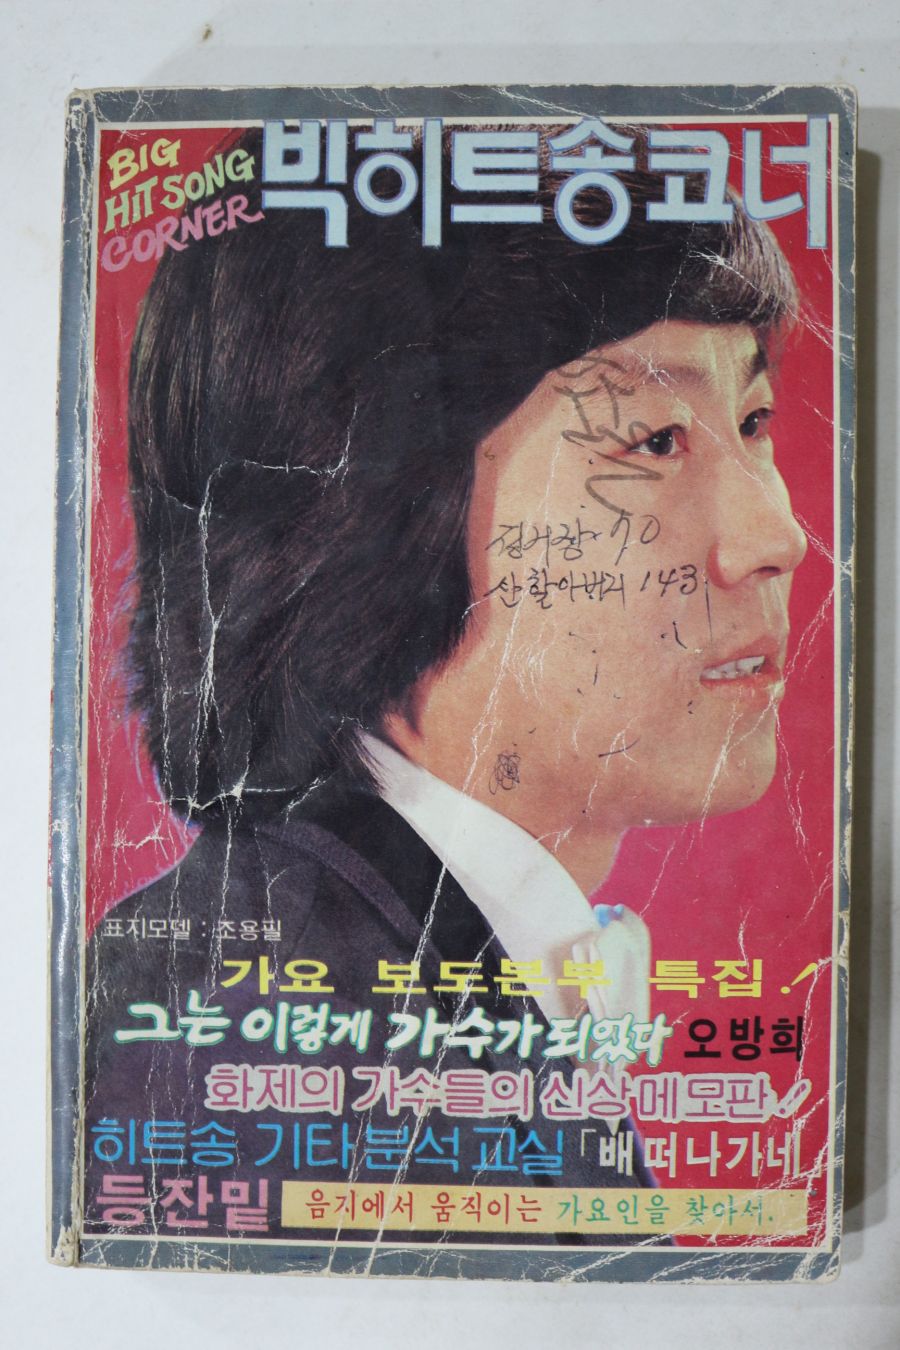 BIG
HIT SONG
CORNER
빅히트송코너
정거장 70
산할아버지 143
표지모델 : 조용필
가요 보도본부 특집!
그는 이렇게 가수가 되었다 오방희
화제의 가수들의 신상메모판!
히트송 기타분석교실 「배 떠나가네
등잔밑 음지에서 움직이는 가요인을 찾아서.